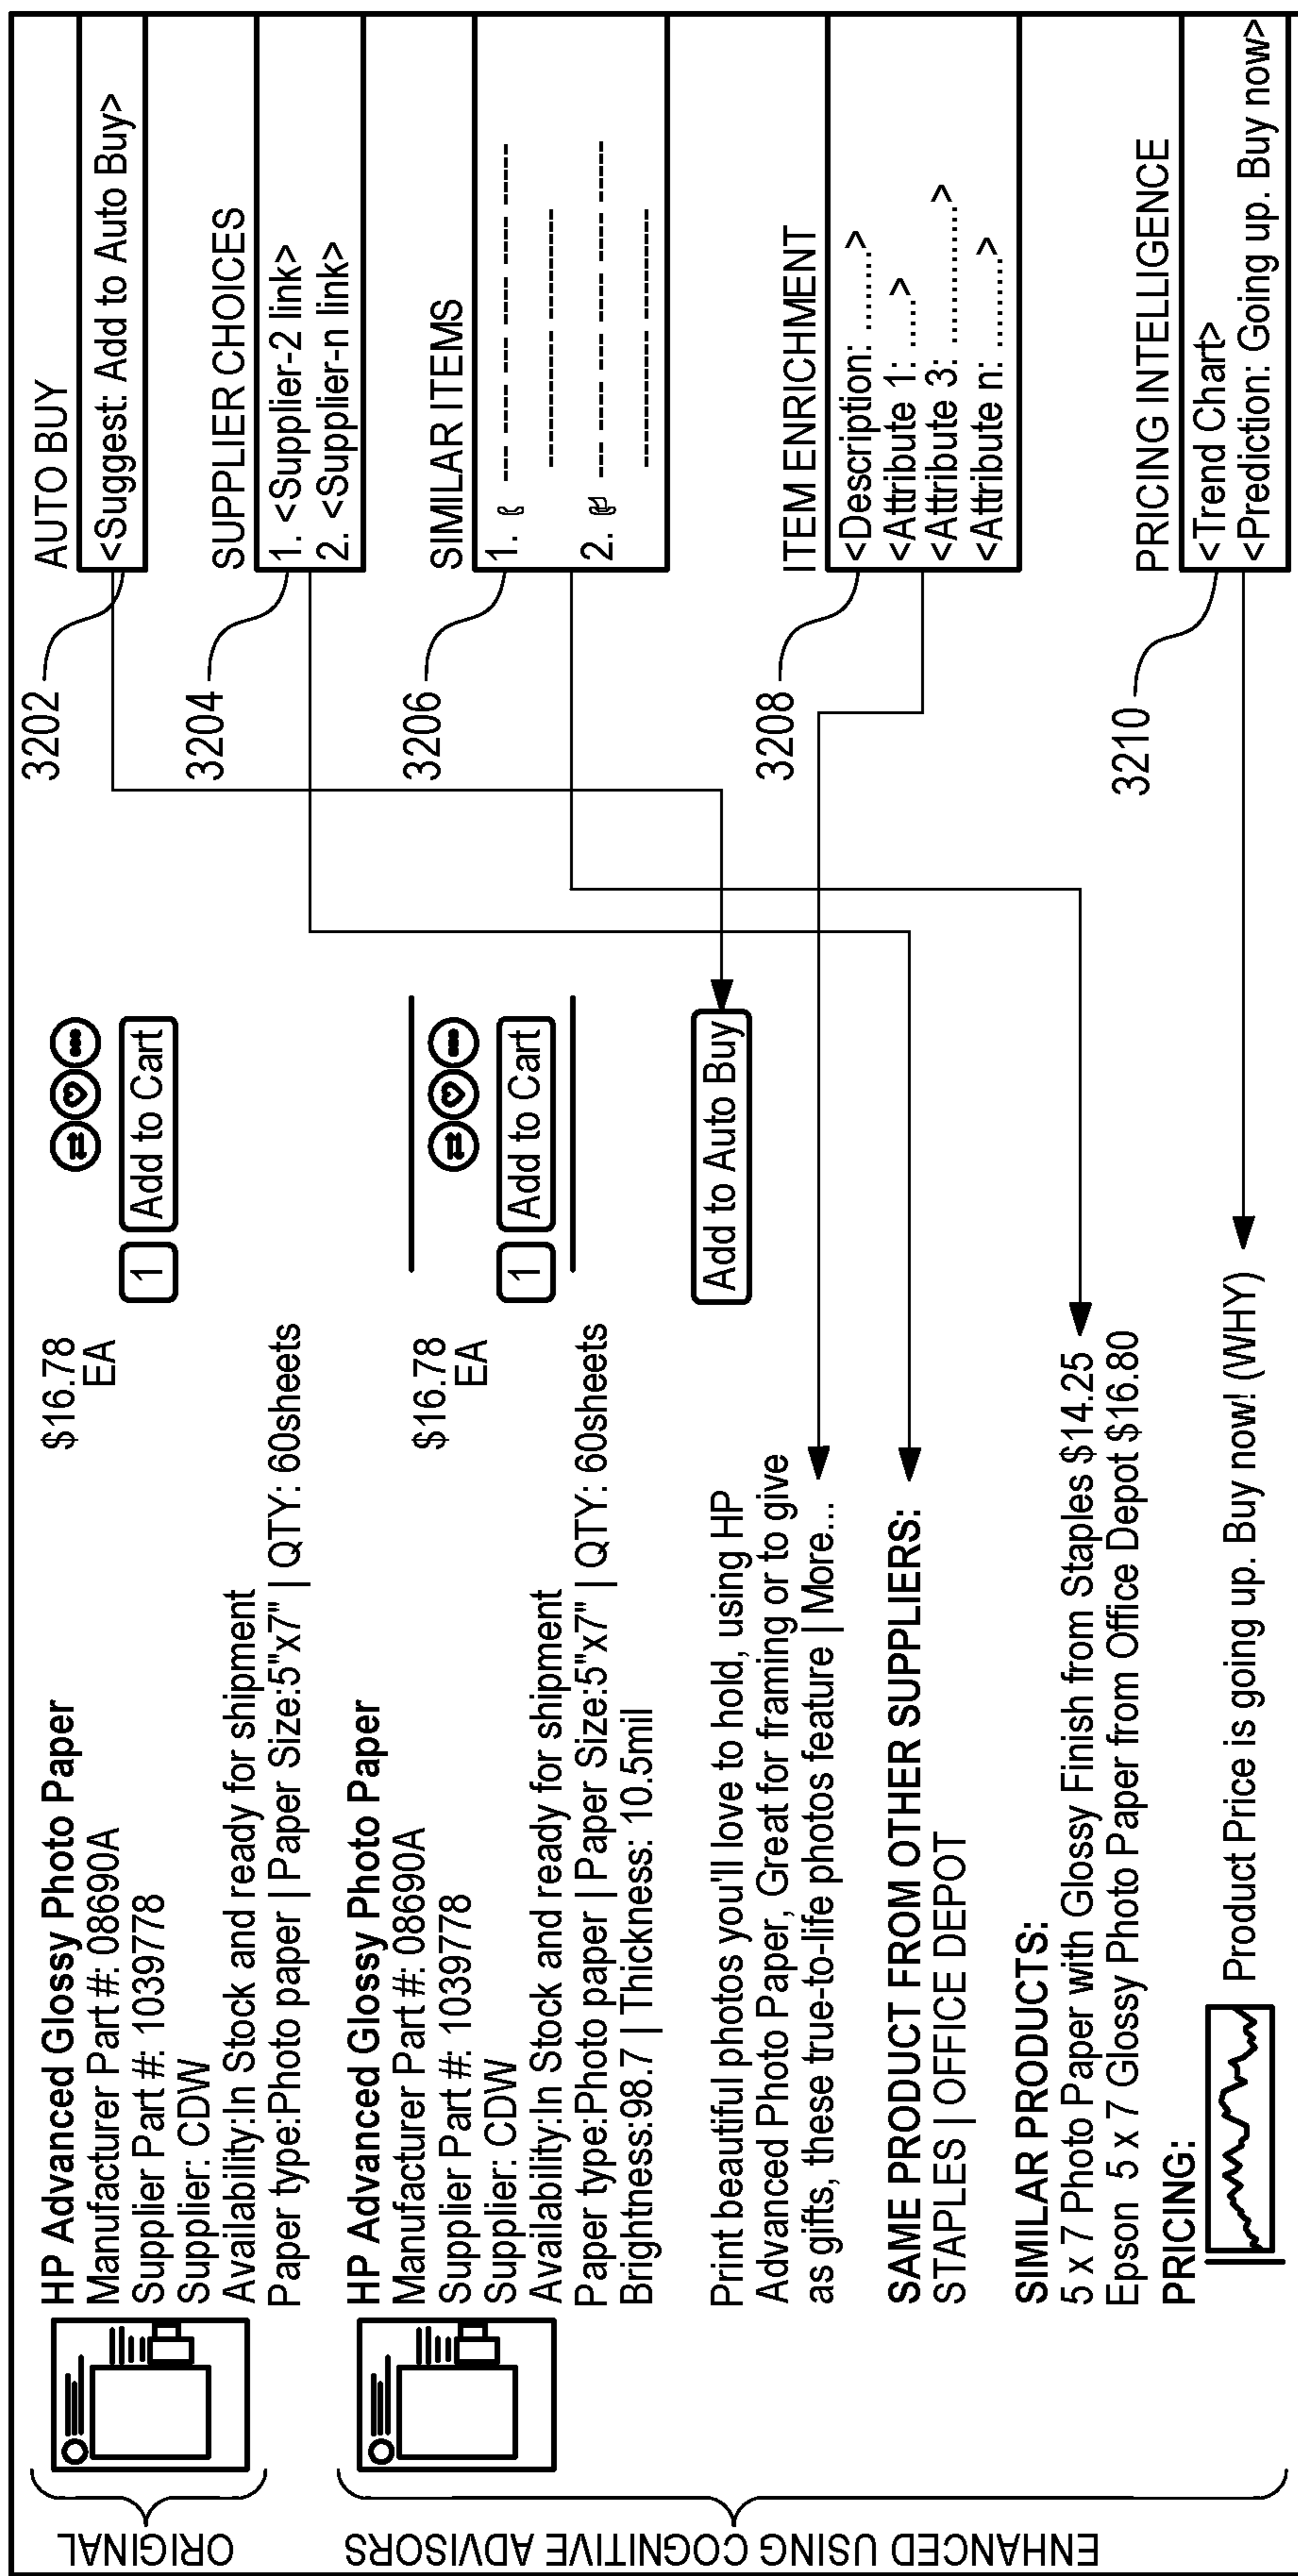 ORIGINAL
HP Advanced Glossy Photo Paper
Manufacturer Part #: 08690A
Supplier Part #: 1039778
Supplier: CDW
Availability:In Stock and ready for shipment
Paper type:Photo paper | Paper Size:5"x7" | QTY: 60sheets
$16.78
EA
1
Add to Cart
ENHANCED USING COGNITIVE ADVISORS
HP Advanced Glossy Photo Paper
Manufacturer Part #: 08690A
Supplier Part #: 1039778
Supplier: CDW
Availability:In Stock and ready for shipment
Paper type:Photo paper | Paper Size:5"x7" | QTY: 60sheets
Brightness:98.7 | Thickness: 10.5mil
$16.78
EA
1
Add to Cart
Add to Auto Buy
Print beautiful photos you'll love to hold, using HP
Advanced Photo Paper, Great for framing or to give
as gifts, these true-to-life photos feature | More...
SAME PRODUCT FROM OTHER SUPPLIERS:
STAPLES | OFFICE DEPOT
SIMILAR PRODUCTS:
5 x 7 Photo Paper with Glossy Finish from Staples $14.25
Epson 5 x 7 Glossy Photo Paper from Office Depot $16.80
PRICING:
Product Price is going up. Buy now! (WHY)
3202
AUTO BUY
<Suggest: Add to Auto Buy>
3204
SUPPLIER CHOICES
1. <Supplier-2 link>
2. <Supplier-n link>
3206
SIMILAR ITEMS
1.
2.
3208
ITEM ENRICHMENT
<Description: ........>
<Attribute 1: .....>
<Attribute 3: ................>
<Attribute n: .........>
3210
PRICING INTELLIGENCE
<Trend Chart>
<Prediction: Going up. Buy now>